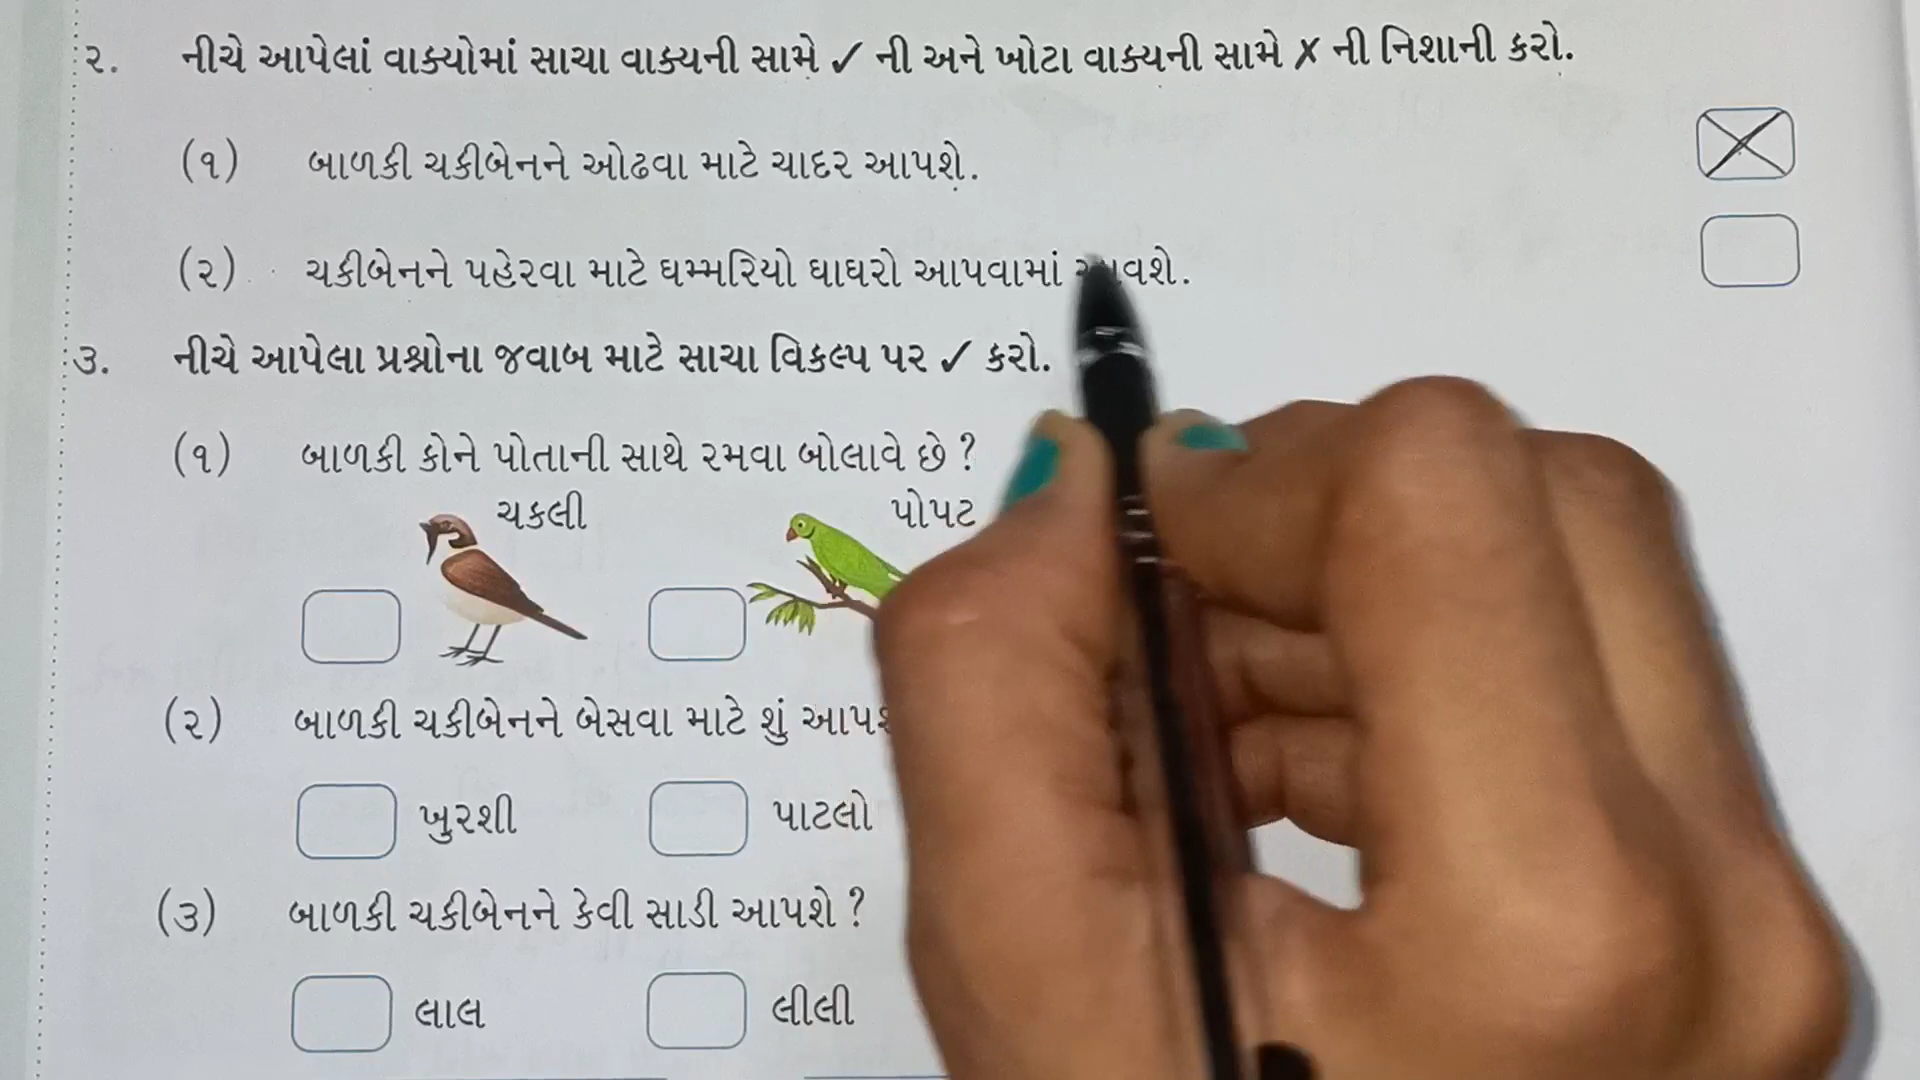 ૨. નીચે આપેલાં વાક્યોમાં સાચા વાક્યની સામે ✓ ની અને ખોટા વાક્યની સામે ✗ ની નિશાની કરો.
(૧) બાળકી ચકીબેનને ઓઢવા માટે ચાદર આપશે.
(૨) ચકીબેનને પહેરવા માટે ઘમ્મરિયો ઘાઘરો આપવામાં
૩. નીચે આપેલા પ્રશ્નોના જવાબ માટે સાચા વિકલ્પ પર ✓ કરો.
(૧) બાળકી કોને પોતાની સાથે રમવા બોલાવે છે ?
ચકલી પોપટ
(૨) બાળકી ચકીબેનને બેસવા માટે શું
ખુરશી પાટલો
(૩) બાળકી ચકીબેનને કેવી સાડી આપશે ?
લાલ લીલી